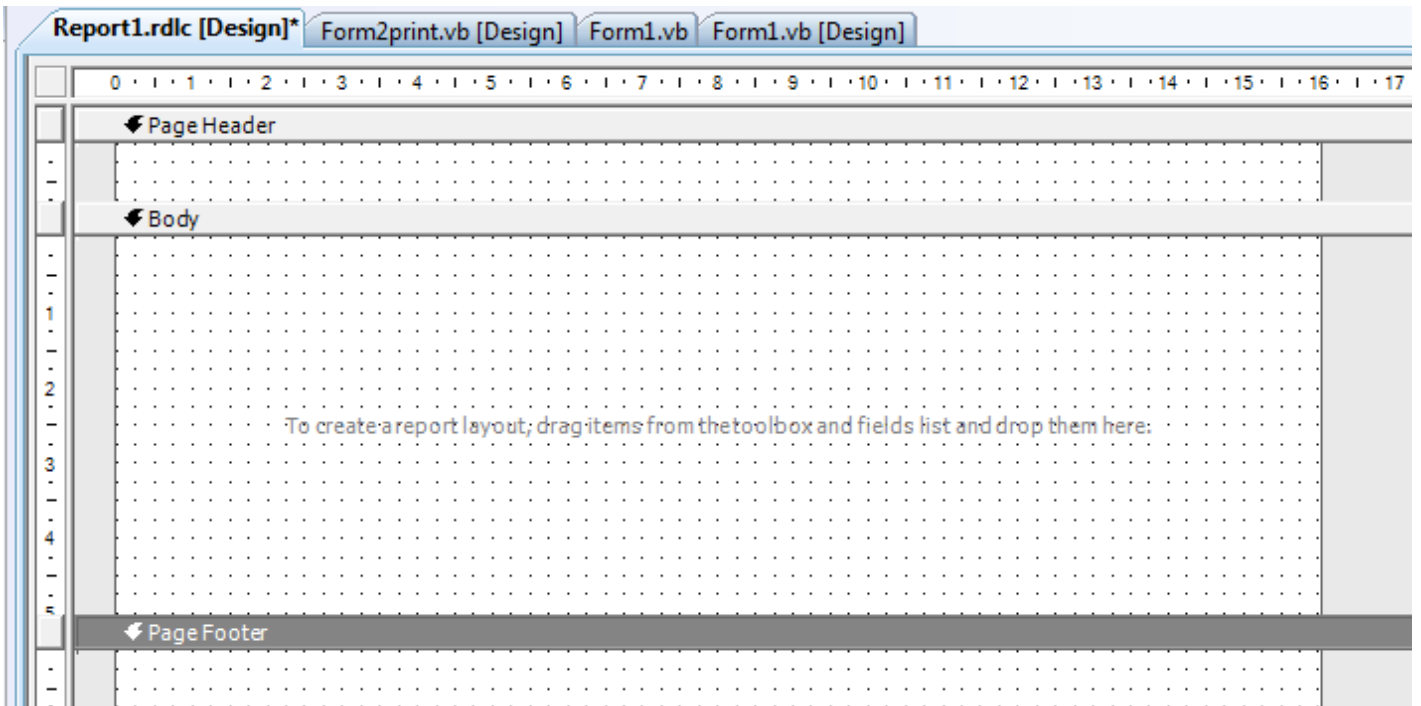 Report1.rdlc [Design]* Form2print.vb [Design] Form1.vb Form1.vb [Design]
0 1 2 3 4 5 6 7 8 9 10 11 12 13 14 15 16 17
Page Header
Body
1
2
To create a report layout, drag items from the toolbox and fields list and drop them here.
3
4
5
Page Footer